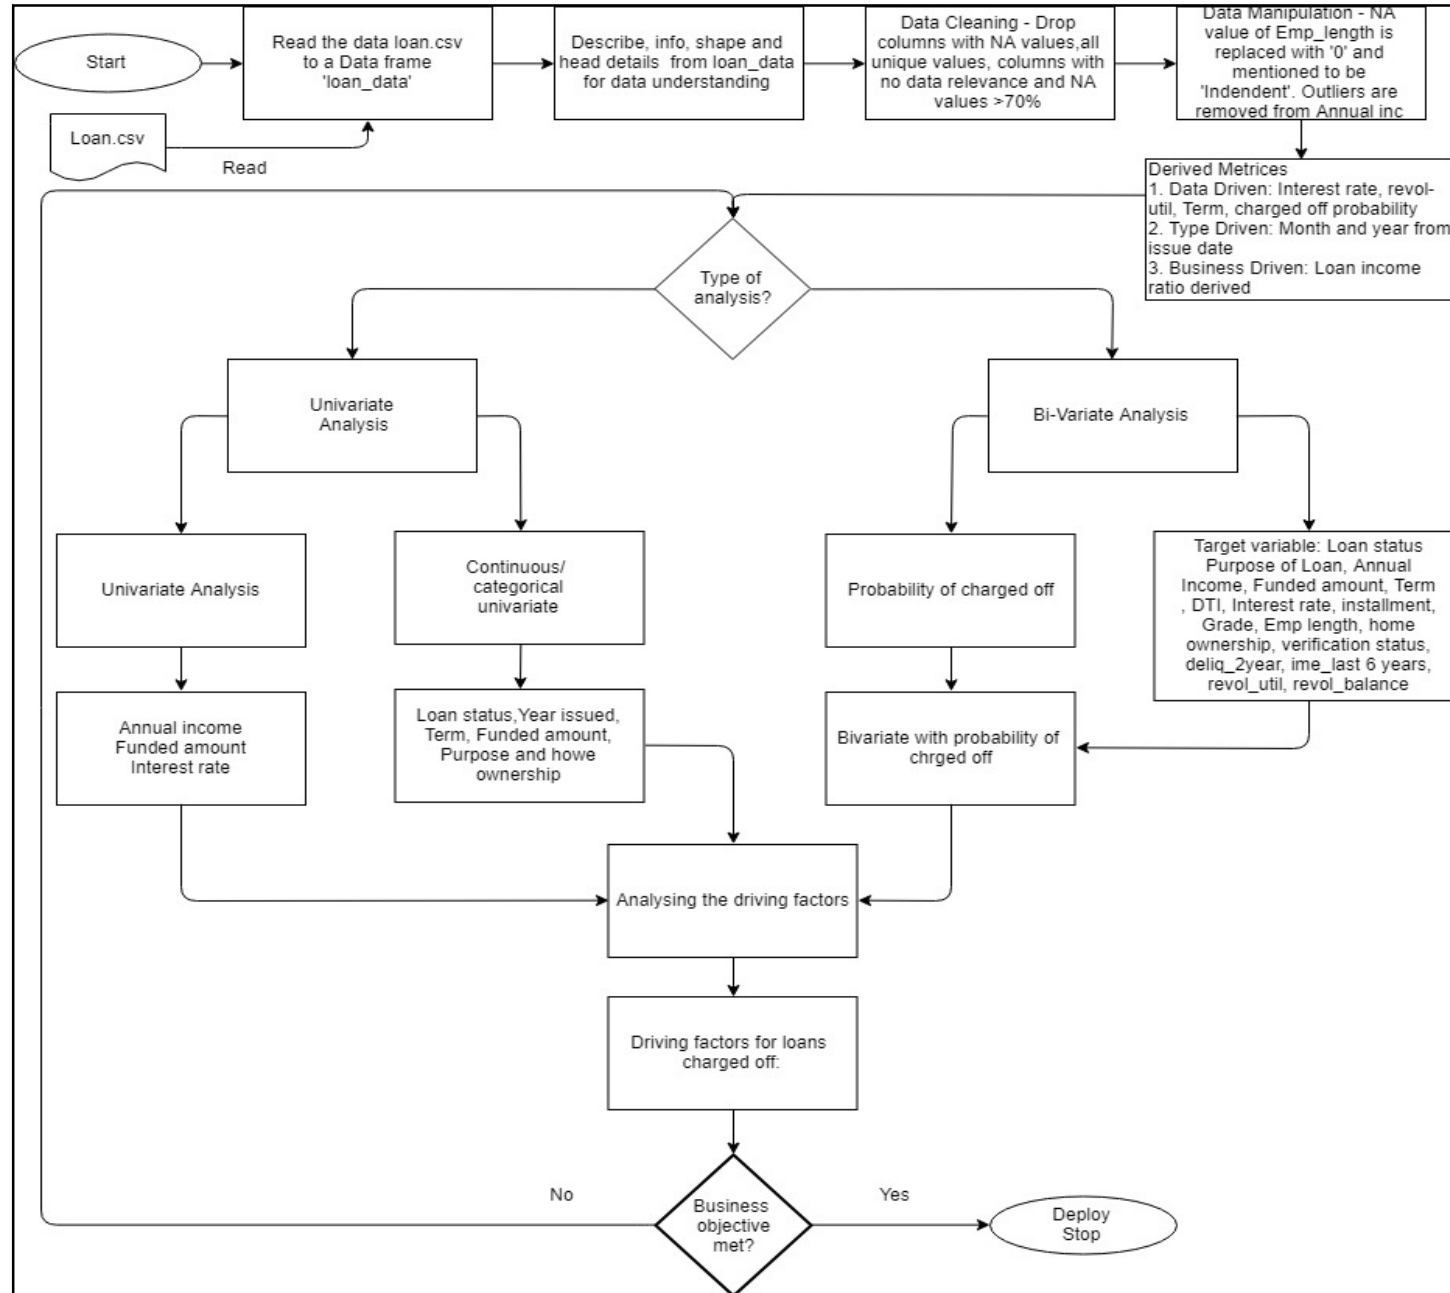 Start
Read the data loan.csv
to a Data frame
'loan_data'
Describe, info, shape and
head details from loan_data
for data understanding
Data Cleaning - Drop
columns with NA values,all
unique values, columns with
no data relevance and NA
values >70%
Data Manipulation - NA
value of Emp_length is
replaced with '0' and
mentioned to be
'Indendent'. Outliers are
removed from Annual inc
Loan.csv
Read
Derived Metrices
1. Data Driven: Interest rate, revol-
util, Term, charged off probability
2. Type Driven: Month and year from
issue date
3. Business Driven: Loan income
ratio derived
Type of
analysis?
Univariate
Analysis
Bi-Variate Analysis
Univariate Analysis
Continuous/
categorical
univariate
Probability of charged off
Target variable: Loan status
Purpose of Loan, Annual
Income, Funded amount, Term
, DTI, Interest rate, installment,
Grade, Emp length, home
ownership, verification status,
deliq_2year, ime_last 6 years,
revol_util, revol_balance
Annual income
Funded amount
Interest rate
Loan status,Year issued,
Term, Funded amount,
Purpose and howe
ownership
Bivariate with probability of
chrged off
Analysing the driving factors
Driving factors for loans
charged off:
No
Business
objective
met?
Yes
Deploy
Stop